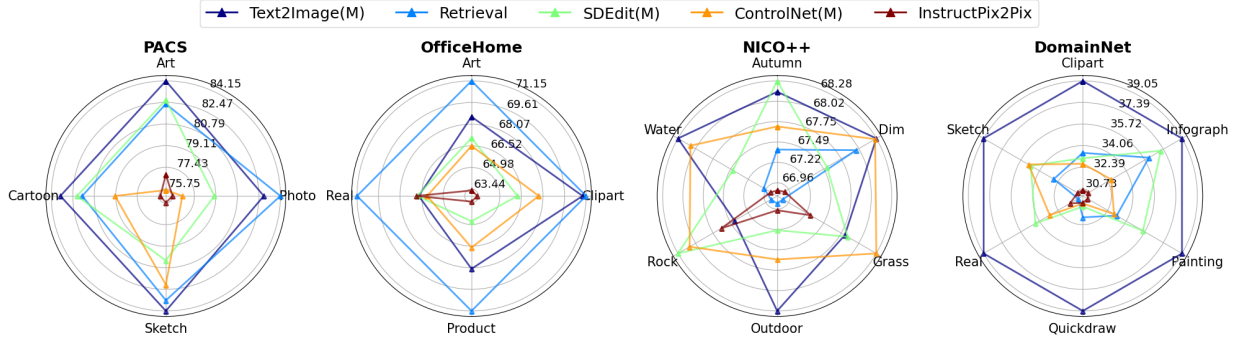 Text2Image(M) Retrieval SDEdit(M) ControlNet(M) InstructPix2Pix
PACS
Art
84.15
82.47
80.79
79.11
77.43
75.75
Cartoon
Photo
Sketch
OfficeHome
Art
71.15
69.61
68.07
66.52
64.98
63.44
Real
Clipart
Product
NICO++
Autumn
68.28
68.02
67.75
67.49
67.22
66.96
Water
Dim
Rock
Grass
Outdoor
DomainNet
Clipart
39.05
37.39
35.72
34.06
32.39
30.73
Sketch
Infograph
Real
Painting
Quickdraw